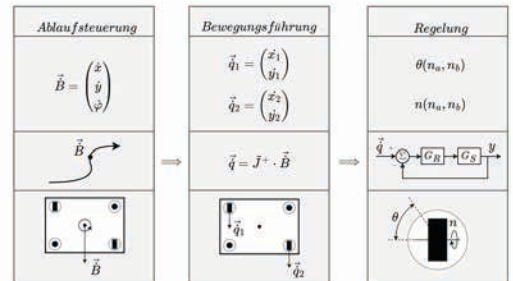 Ablaufsteuerung
B⃗̇ = (ẋ ẏ φ̇)
B⃗̇
B⃗̇
⟹
Bewegungsführung
q⃗̇₁ = (ẋ₁ ẏ₁)
q⃗̇₂ = (ẋ₂ ẏ₂)
q⃗̇ = J̃⁺ · B⃗̇
q⃗̇₁
q⃗̇₂
⟹
Regelung
θ(nₐ, n_b)
n(nₐ, n_b)
q⃗̇ Σ G_R G_S y
θ n